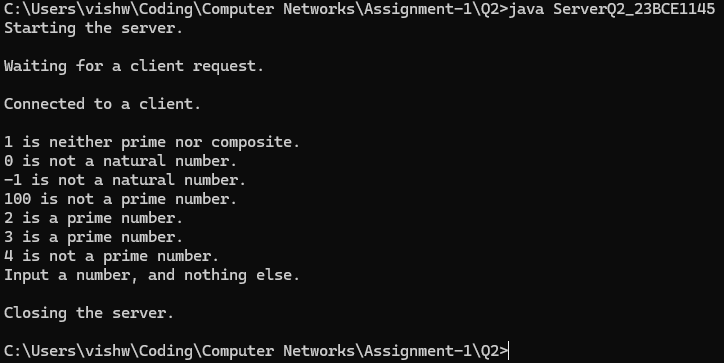 C:\Users\vishw\Coding\Computer Networks\Assignment-1\Q2>java ServerQ2_23BCE1145
Starting the server.
Waiting for a client request.
Connected to a client.
1 is neither prime nor composite.
0 is not a natural number.
-1 is not a natural number.
100 is not a prime number.
2 is a prime number.
3 is a prime number.
4 is not a prime number.
Input a number, and nothing else.
Closing the server.
C:\Users\vishw\Coding\Computer Networks\Assignment-1\Q2>